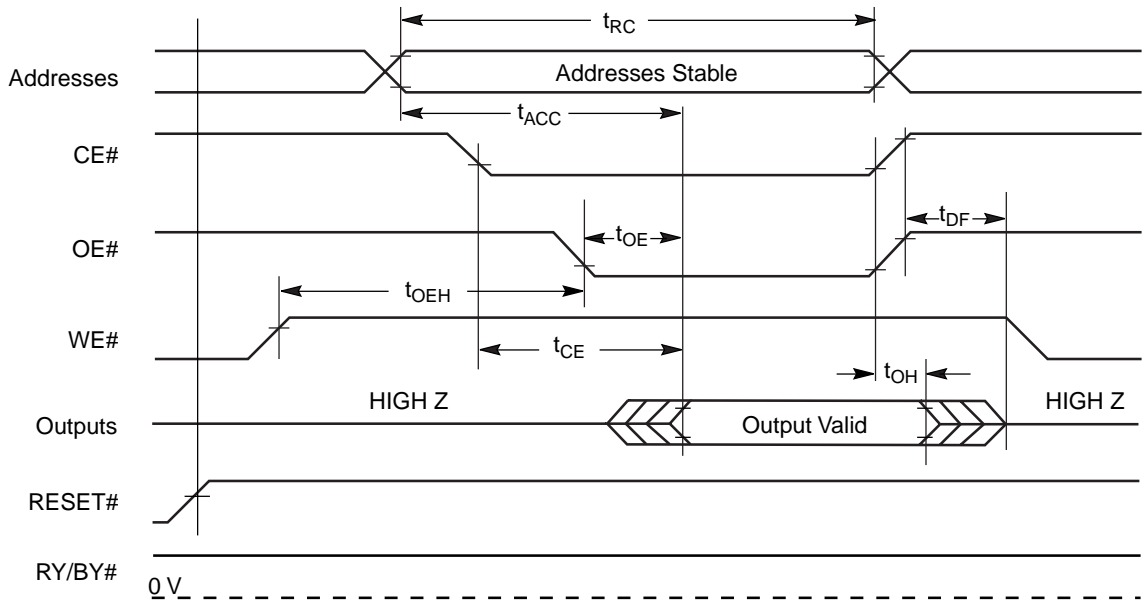 tRC
Addresses
Addresses Stable
tACC
CE#
tDF
OE#
tOE
tOEH
WE#
tCE
tOH
HIGH Z
HIGH Z
Outputs
Output Valid
RESET#
RY/BY#
0 V